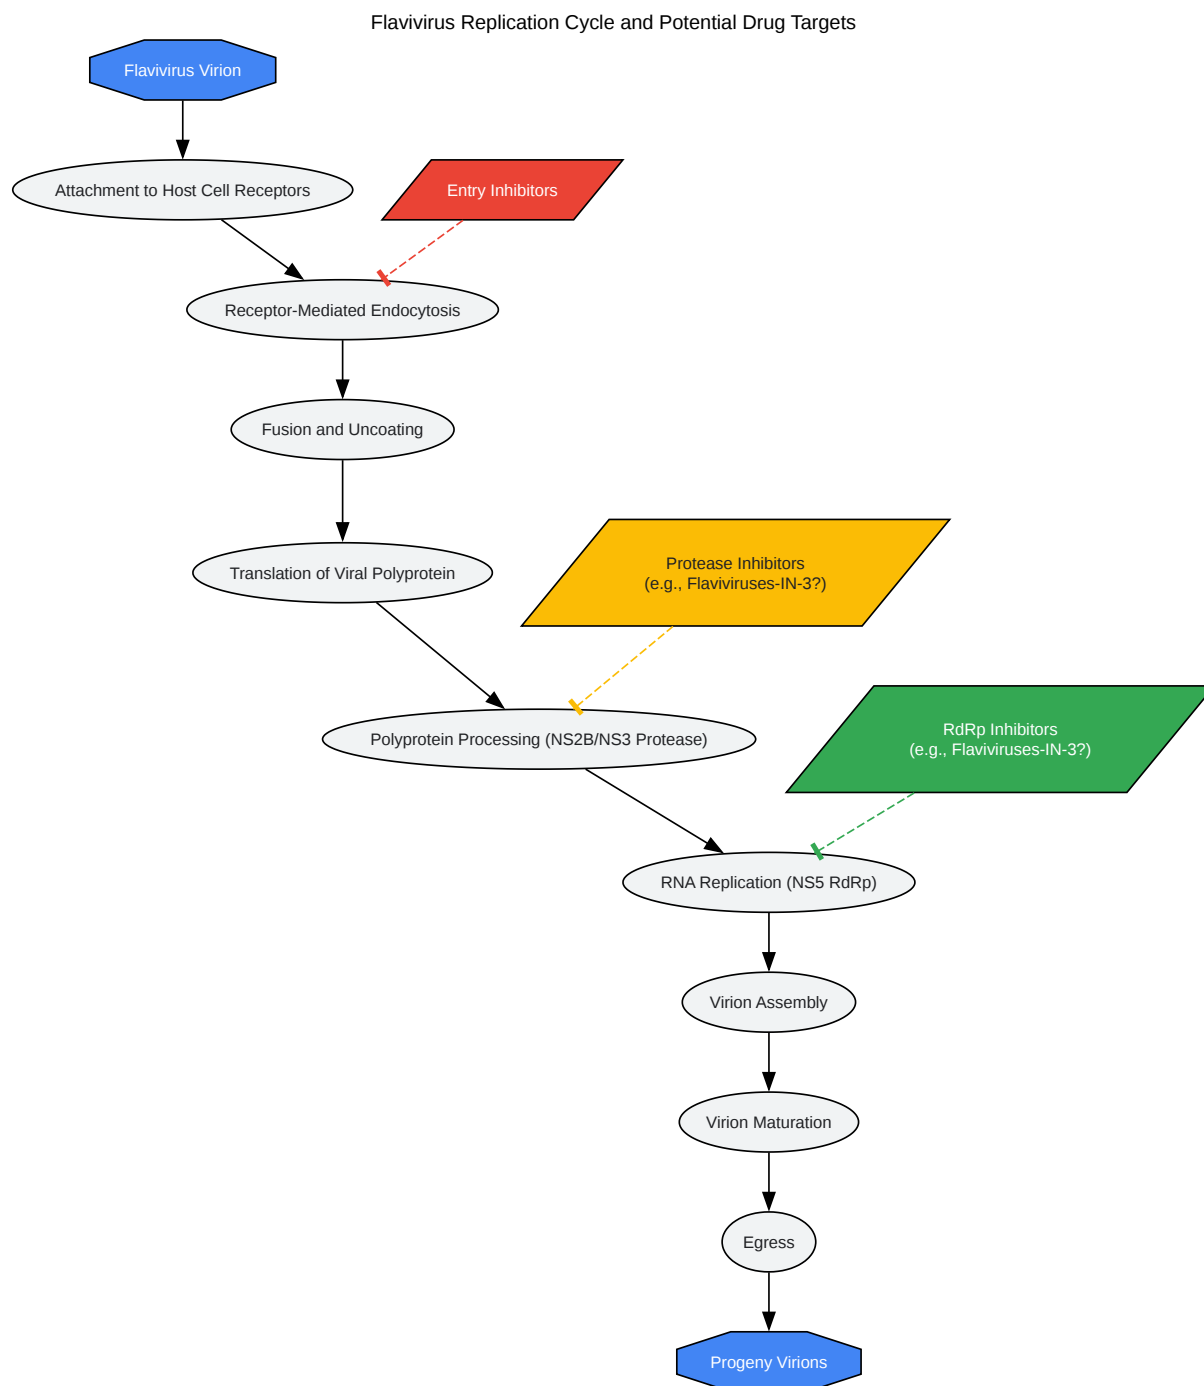 Flavivirus Replication Cycle and Potential Drug Targets
Flavivirus Virion
Attachment to Host Cell Receptors
Entry Inhibitors
Receptor-Mediated Endocytosis
Fusion and Uncoating
Translation of Viral Polyprotein
Protease Inhibitors
(e.g., Flaviviruses-IN-3?)
Polyprotein Processing (NS2B/NS3 Protease)
RdRp Inhibitors
(e.g., Flaviviruses-IN-3?)
RNA Replication (NS5 RdRp)
Virion Assembly
Virion Maturation
Egress
Progeny Virions